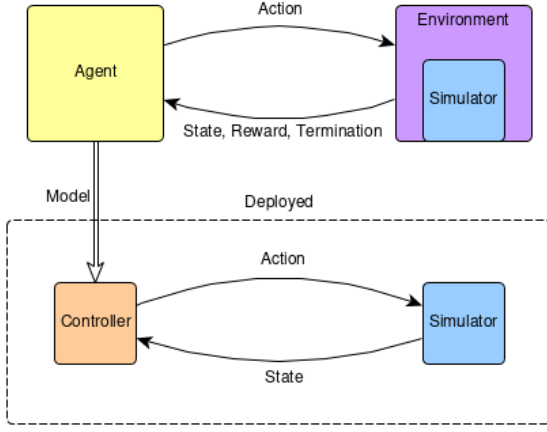 Action
Environment
Agent
Simulator
State, Reward, Termination
Model
Deployed
Action
Controller
Simulator
State